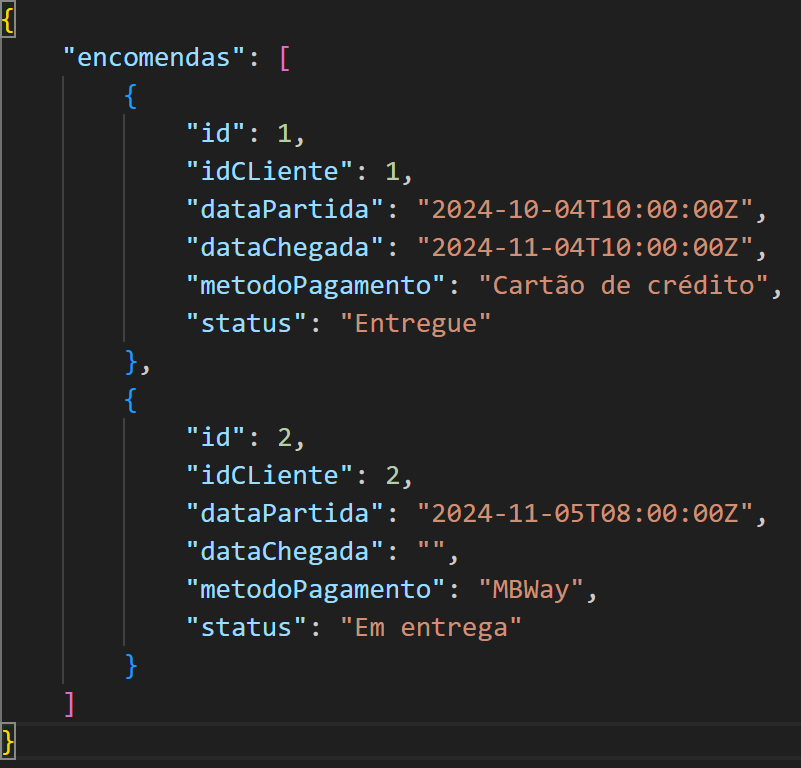 {
    "encomendas": [
        {
            "id": 1,
            "idCLiente": 1,
            "dataPartida": "2024-10-04T10:00:00Z",
            "dataChegada": "2024-11-04T10:00:00Z",
            "metodoPagamento": "Cartão de crédito",
            "status": "Entregue"
        },
        {
            "id": 2,
            "idCLiente": 2,
            "dataPartida": "2024-11-05T08:00:00Z",
            "dataChegada": "",
            "metodoPagamento": "MBWay",
            "status": "Em entrega"
        }
    ]
}